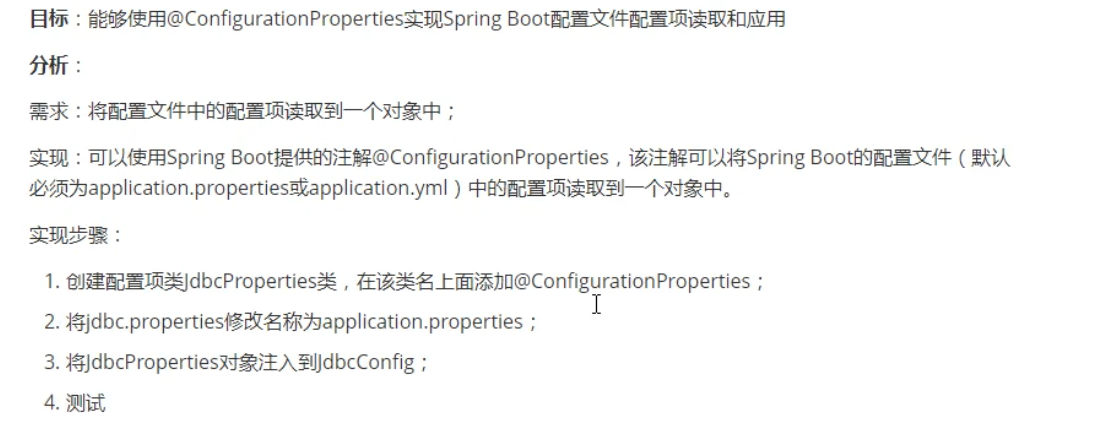 目标：能够使用@ConfigurationProperties实现Spring Boot配置文件配置项读取和应用
分析：
需求：将配置文件中的配置项读取到一个对象中；
实现：可以使用Spring Boot提供的注解@ConfigurationProperties，该注解可以将Spring Boot的配置文件（默认
必须为application.properties或application.yml）中的配置项读取到一个对象中。
实现步骤：
1. 创建配置项类JdbcProperties类，在该类名上面添加@ConfigurationProperties；
2. 将jdbc.properties修改名称为application.properties；
3. 将JdbcProperties对象注入到JdbcConfig；
4. 测试